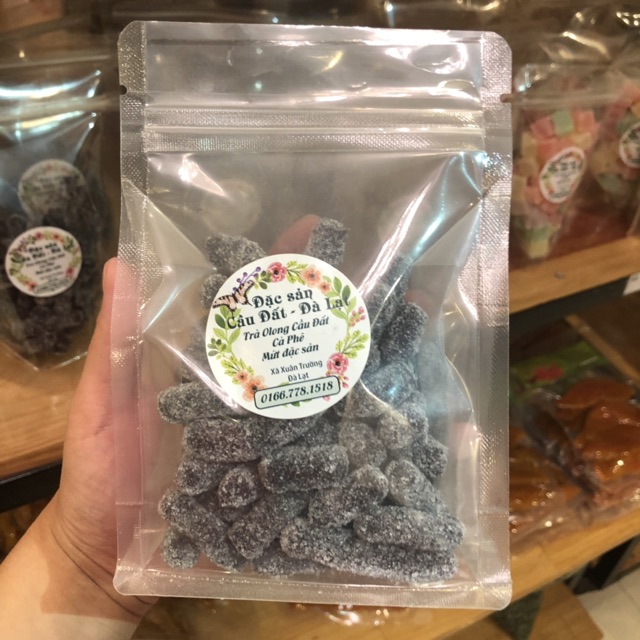 Đặc sản
Cầu Đất - Đà Lạt
Trà Olong Cầu Đất
Cà Phê
Mứt đặc sản
Xã Xuân Trường
Đà Lạt
0166.778.1518